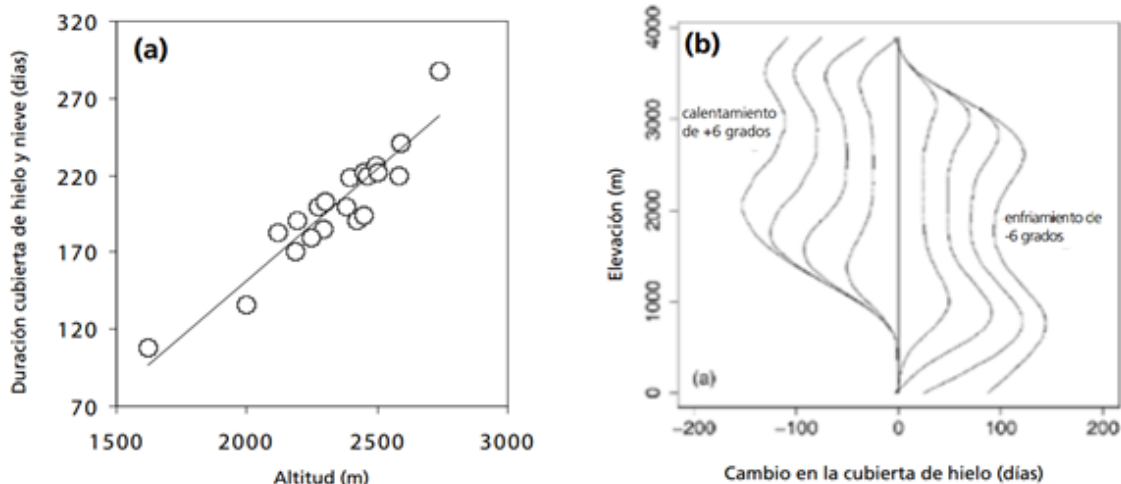 (a)
Duración cubierta de hielo y nieve (días)
320
270
220
170
120
70
1500 2000 2500 3000
Altitud (m)
(b)
Elevación (m)
4000
3000
2000
1000
0
calentamiento
de +6 grados
enfriamiento de
-6 grados
(a)
−200 −100 0 100 200
Cambio en la cubierta de hielo (días)